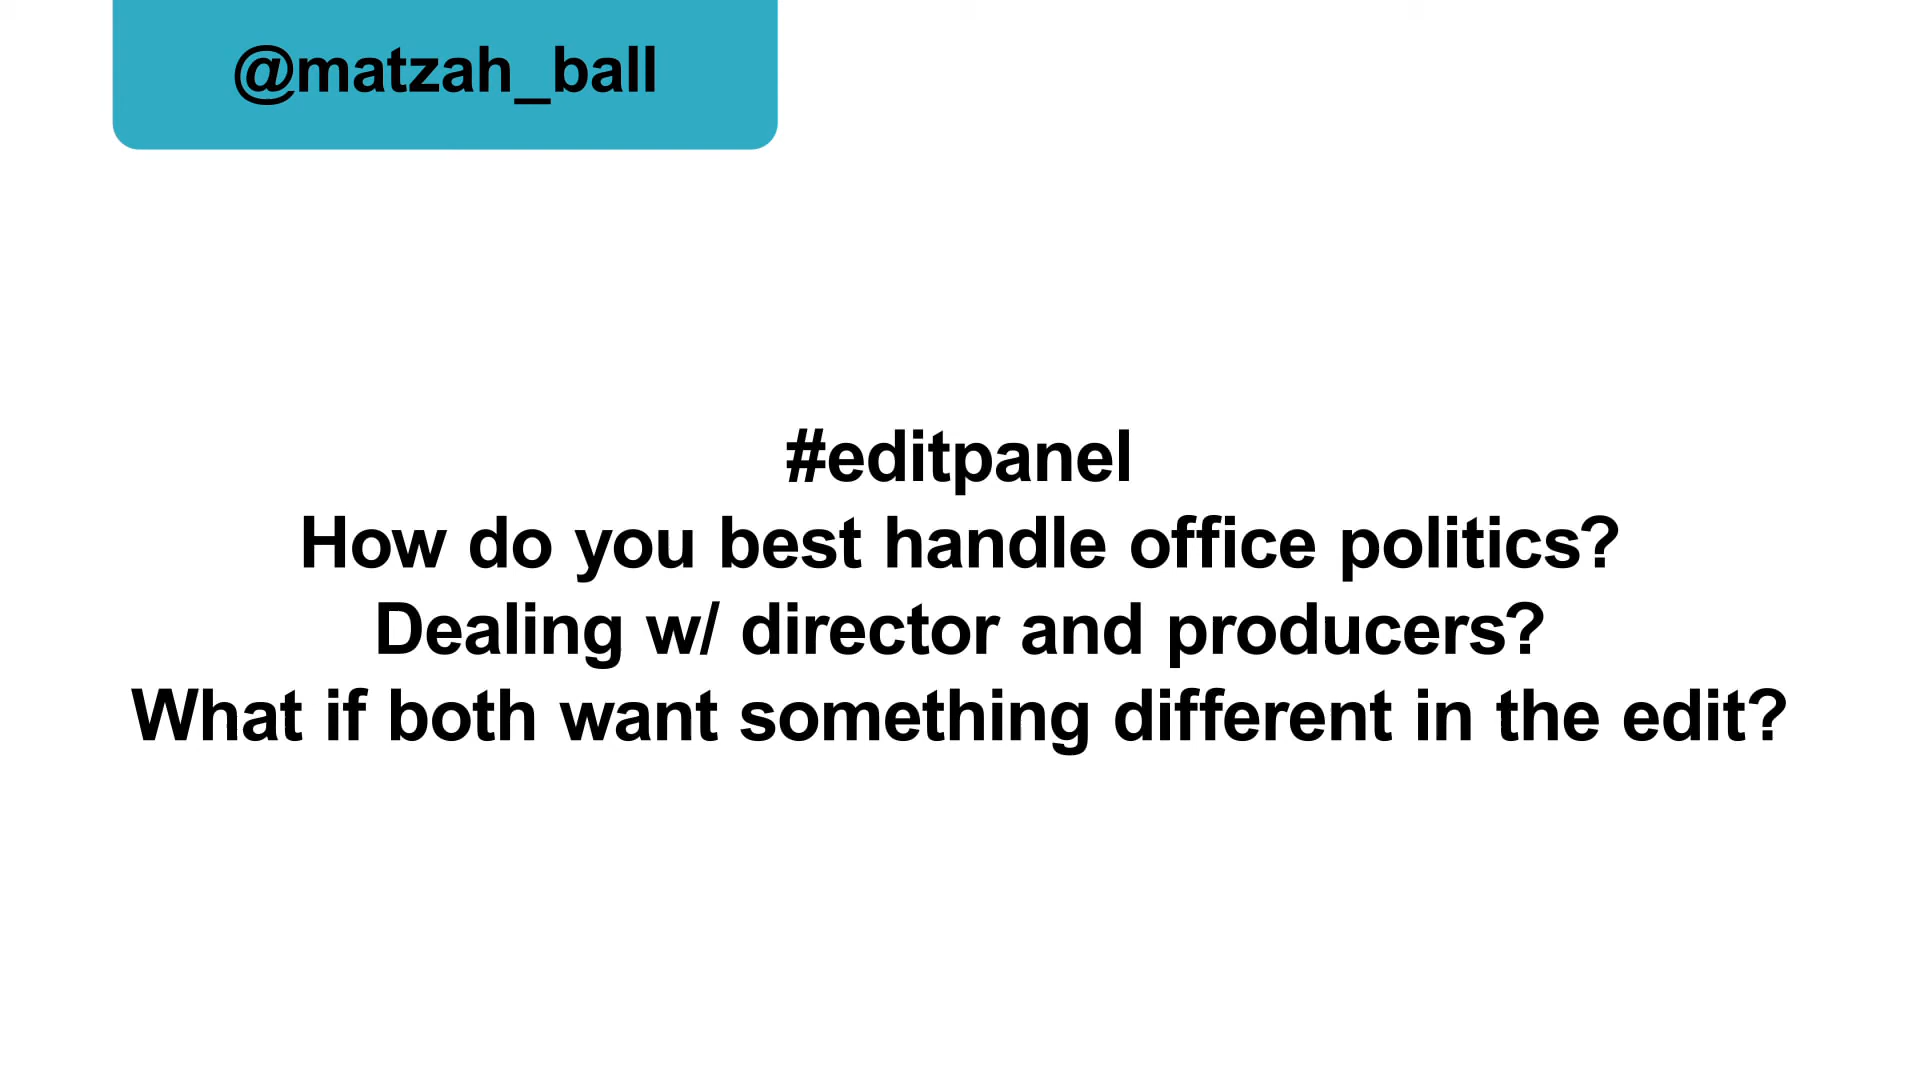 @matzah_ball
#editpanel
How do you best handle office politics?
Dealing w/ director and producers?
What if both want something different in the edit?